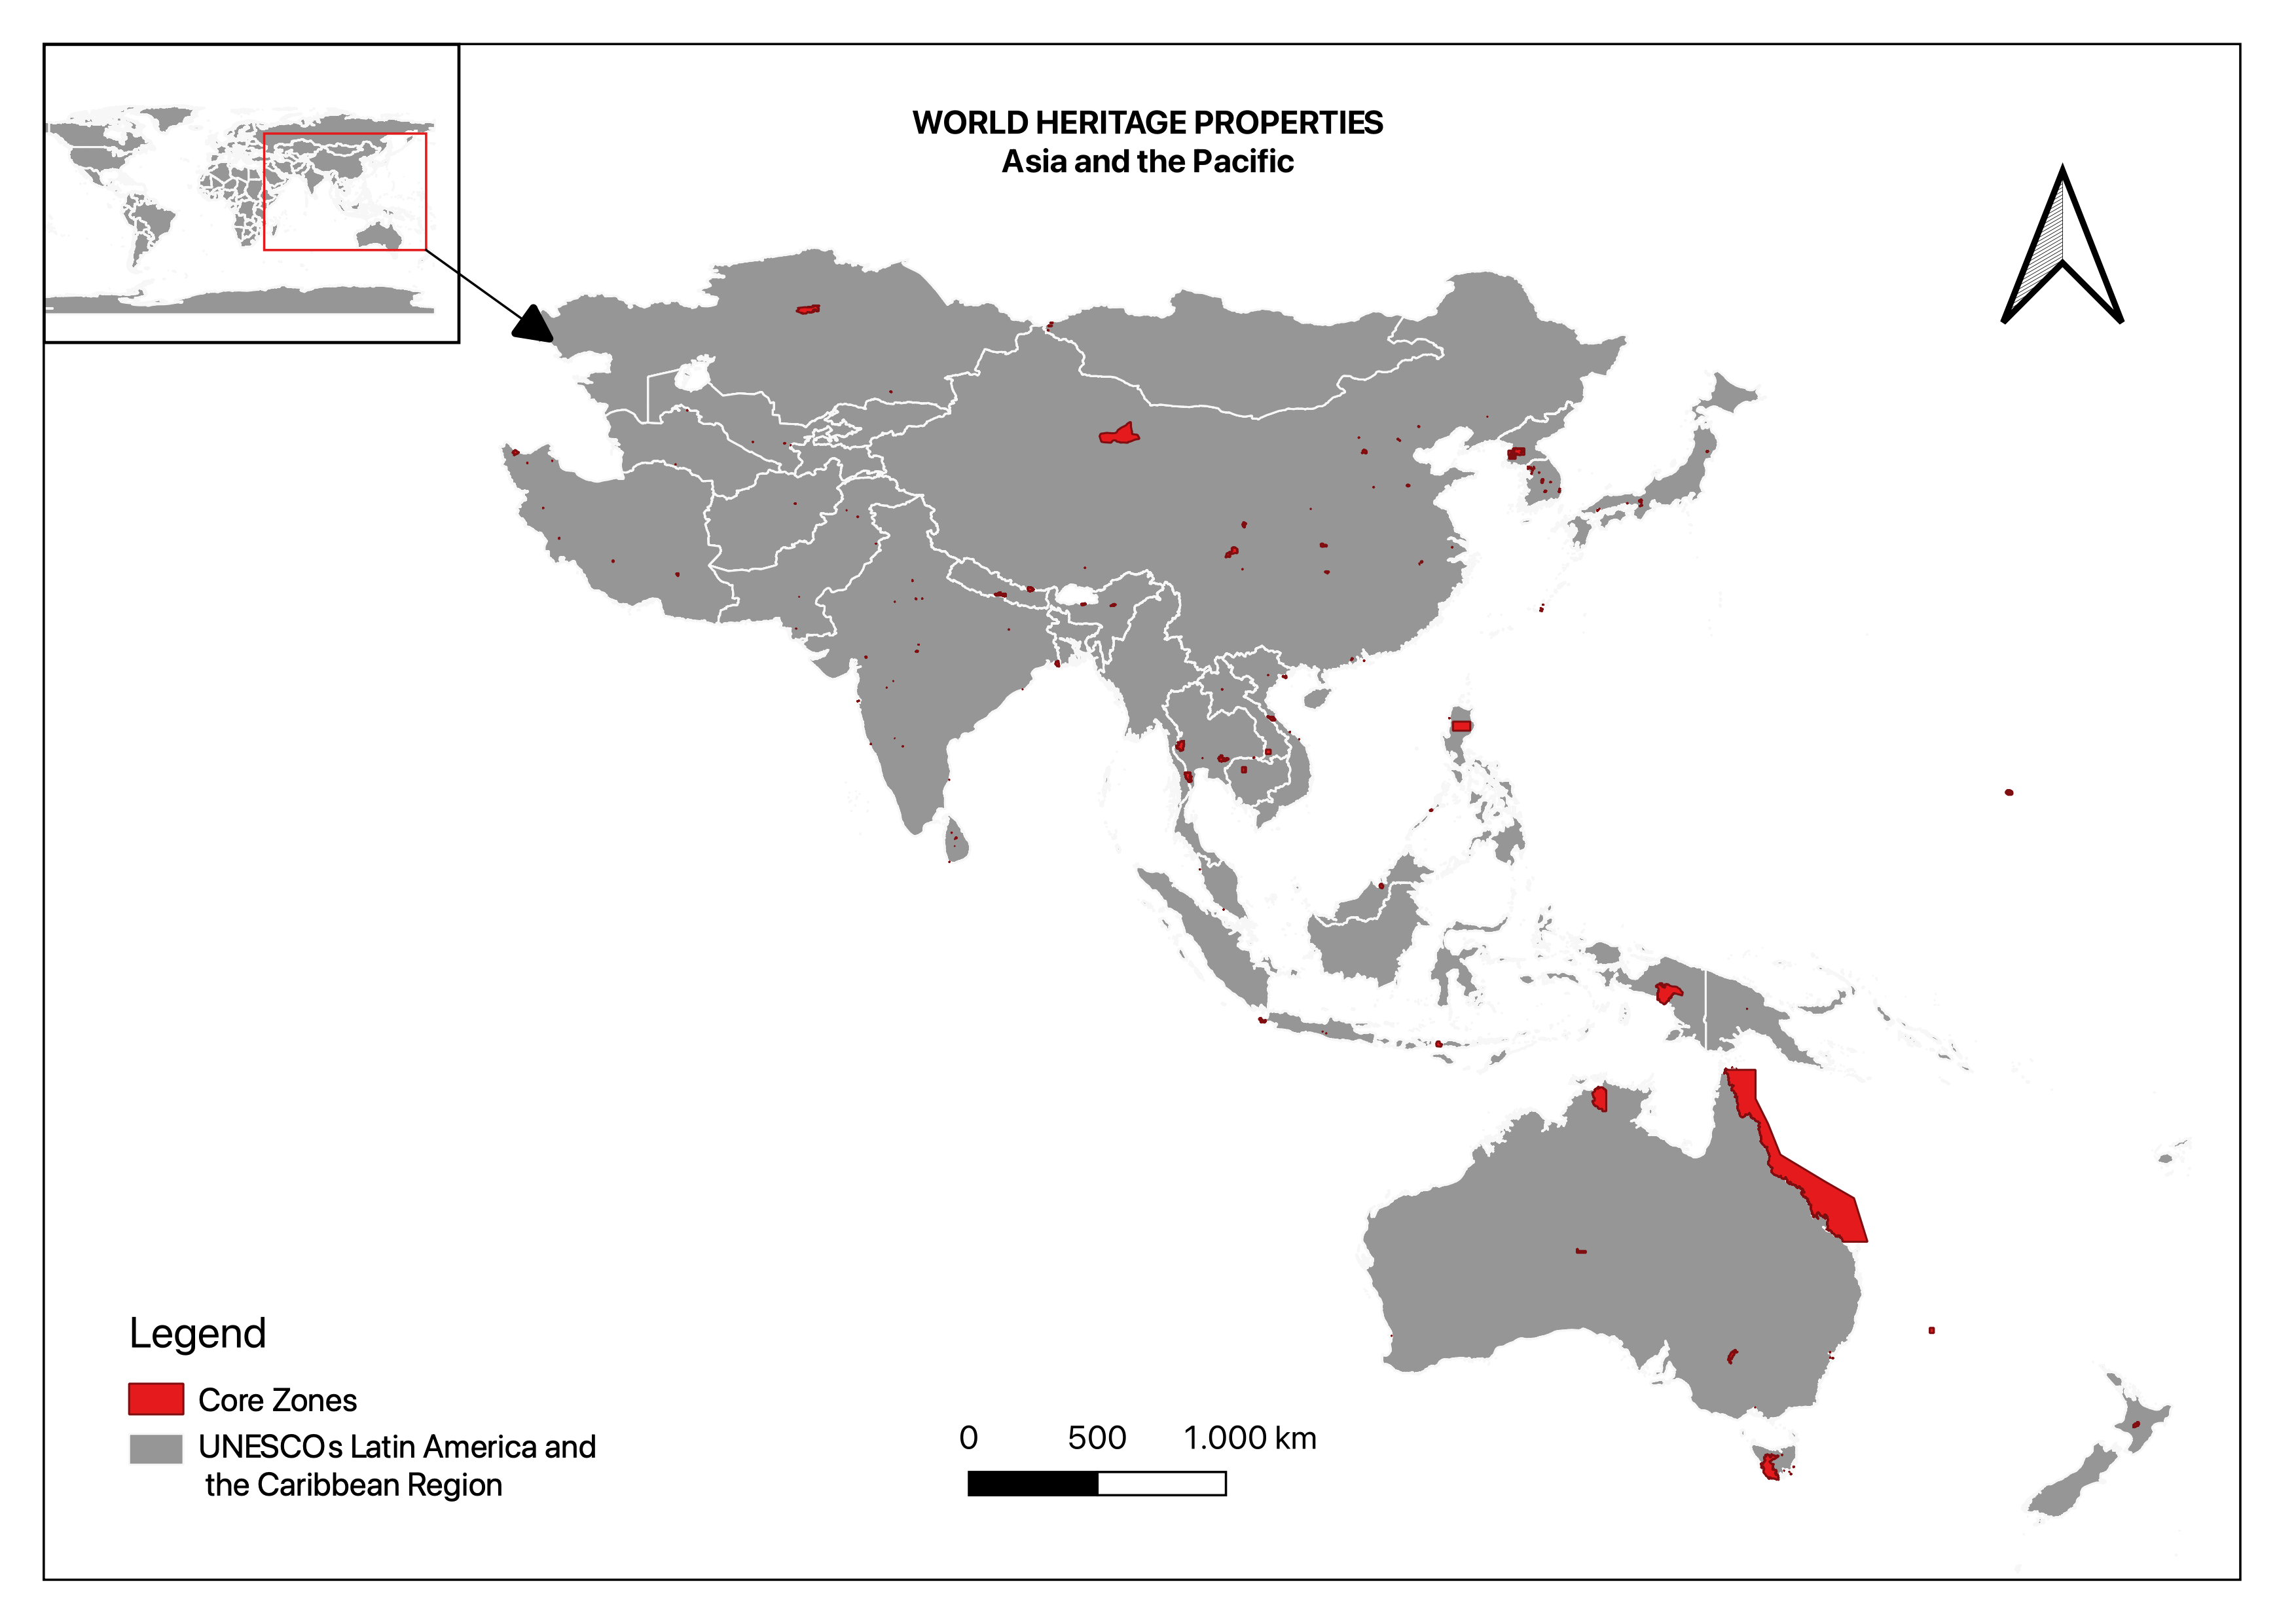 WORLD HERITAGE PROPERTIES
Asia and the Pacific
Legend
Core Zones
UNESCOs Latin America and
the Caribbean Region
0 500 1.000 km